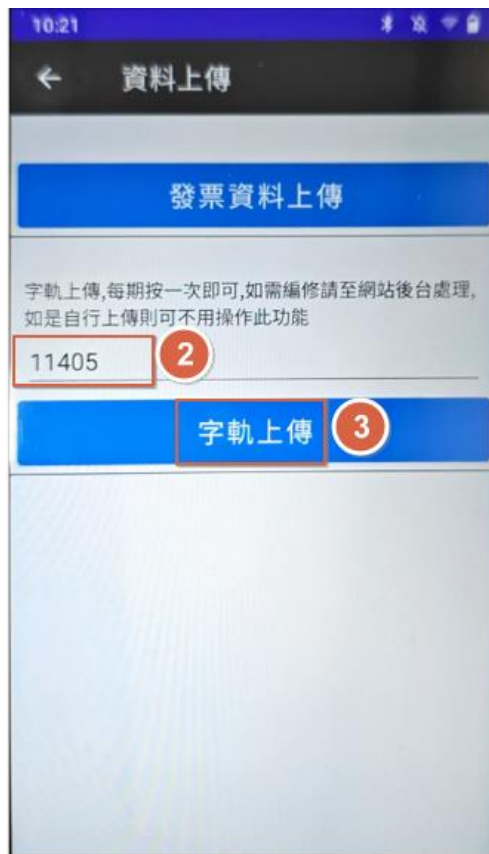 10:21
資料上傳
發票資料上傳
字軌上傳,每期按一次即可,如需編修請至網站後台處理,
如是自行上傳則可不用操作此功能
11405
2
字軌上傳
3